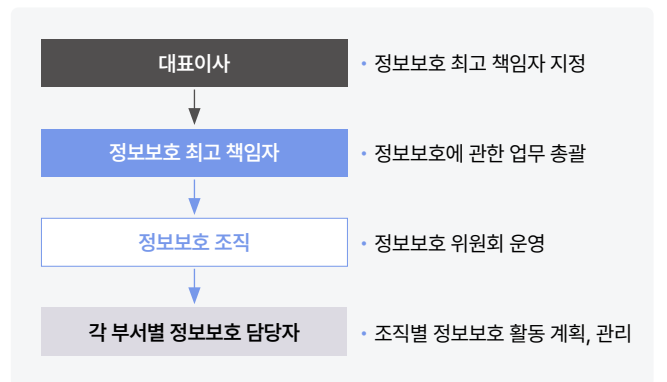 대표이사
• 정보보호 최고 책임자 지정
정보보호 최고 책임자
• 정보보호에 관한 업무 총괄
정보보호 조직
• 정보보호 위원회 운영
각 부서별 정보보호 담당자
• 조직별 정보보호 활동 계획, 관리